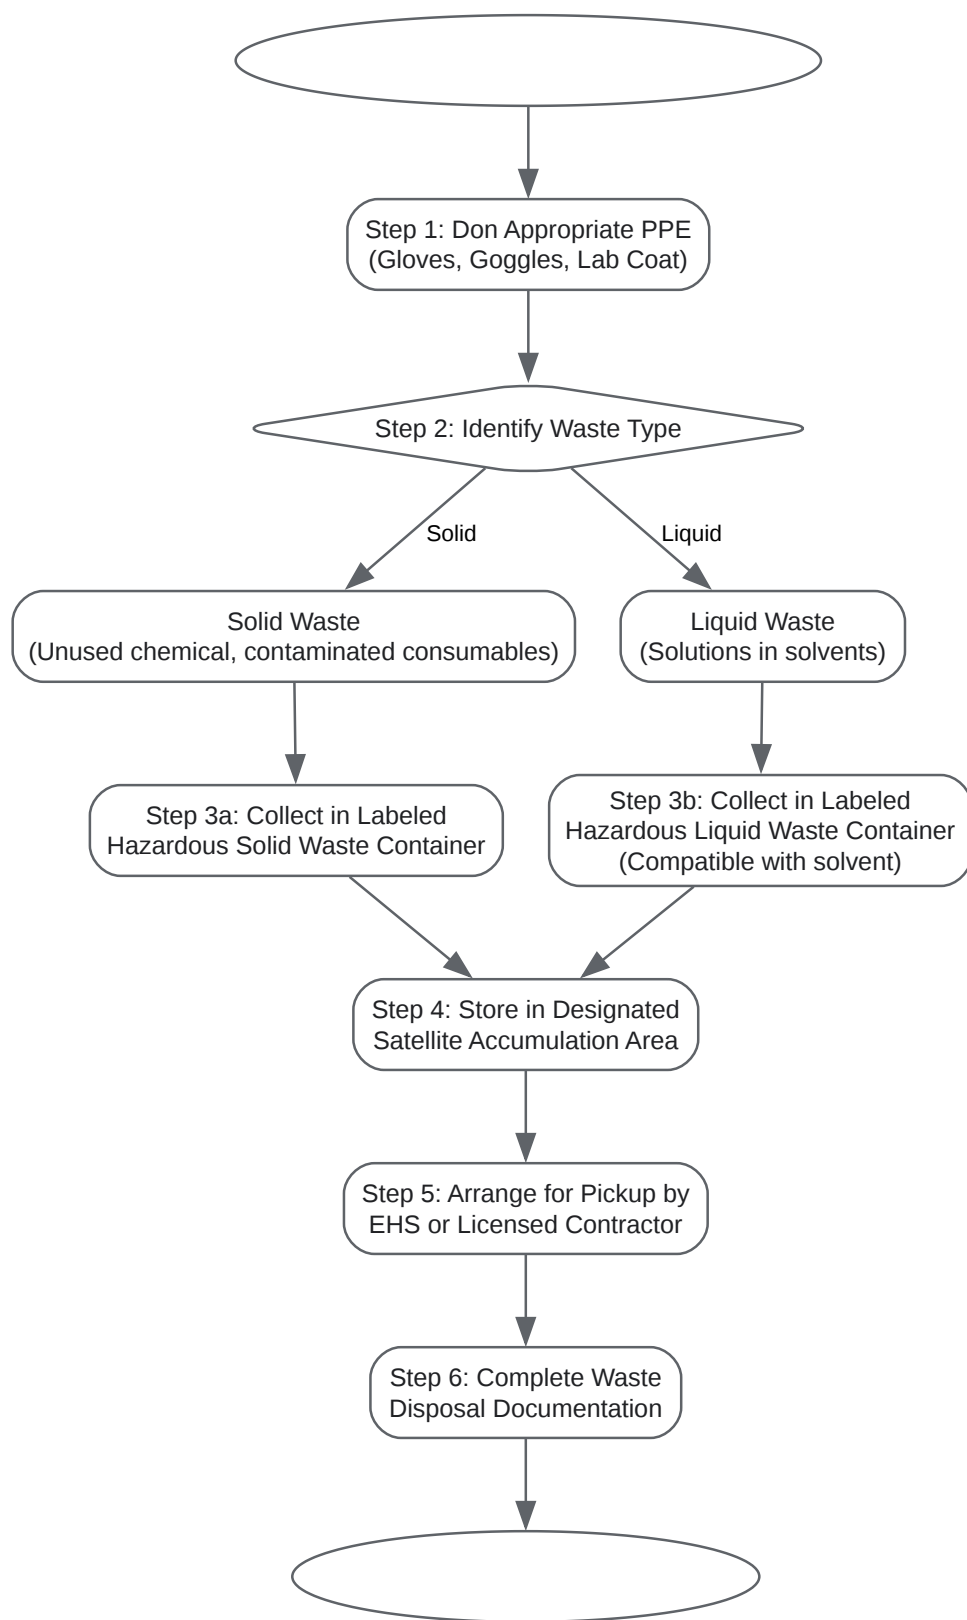 Step 1: Don Appropriate PPE
(Gloves, Goggles, Lab Coat)
Step 2: Identify Waste Type
Solid
Liquid
Solid Waste
(Unused chemical, contaminated consumables)
Liquid Waste
(Solutions in solvents)
Step 3a: Collect in Labeled
Hazardous Solid Waste Container
Step 3b: Collect in Labeled
Hazardous Liquid Waste Container
(Compatible with solvent)
Step 4: Store in Designated
Satellite Accumulation Area
Step 5: Arrange for Pickup by
EHS or Licensed Contractor
Step 6: Complete Waste
Disposal Documentation